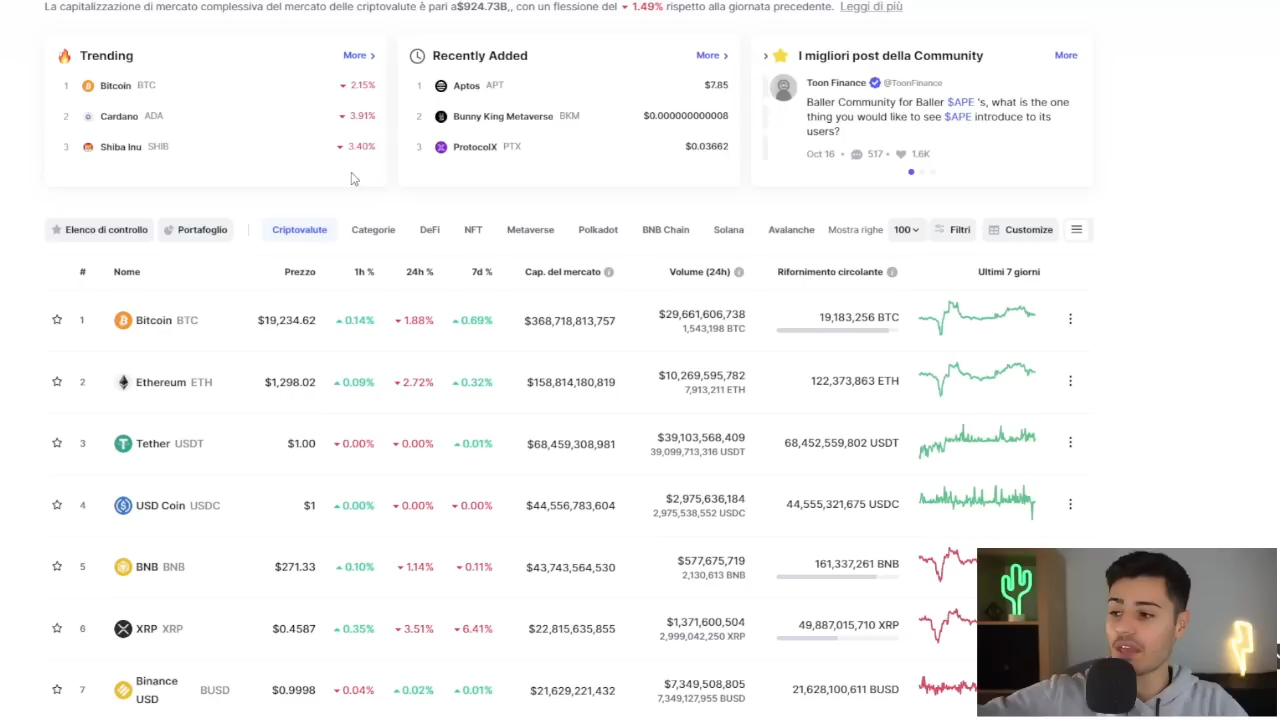 La capitalizzazione di mercato complessiva del mercato delle criptovalute è pari a$924.73B,, con un flessione del 1.49% rispetto alla giornata precedente. Leggi di più
Trending More
1 Bitcoin BTC 2.15%
2 Cardano ADA 3.91%
3 Shiba Inu SHIB 3.40%
Recently Added More
1 Aptos APT $7.85
2 Bunny King Metaverse BKM $0.000000000008
3 ProtocolX PTX $0.03662
I migliori post della Community More
Toon Finance @ToonFinance
Baller Community for Baller $APE 's, what is the one
thing you would like to see $APE introduce to its
users?
Oct 16 • 517 • 1.6K
Elenco di controllo Portafoglio Criptovalute Categorie DeFi NFT Metaverse Polkadot BNB Chain Solana Avalanche Mostra righe 100 Filtri Customize
# Nome Prezzo 1h % 24h % 7d % Cap. del mercato Volume (24h) Rifornimento circolante Ultimi 7 giorni
1 Bitcoin BTC $19,234.62 0.14% 1.88% 0.69% $368,718,813,757 $29,661,606,738 19,183,256 BTC
1,543,198 BTC
2 Ethereum ETH $1,298.02 0.09% 2.72% 0.32% $158,814,180,819 $10,269,595,782 122,373,863 ETH
7,913,211 ETH
3 Tether USDT $1.00 0.00% 0.00% 0.01% $68,459,308,981 $39,103,568,409 68,452,559,802 USDT
39,099,713,316 USDT
4 USD Coin USDC $1 0.00% 0.00% 0.00% $44,556,783,604 $2,975,636,184 44,555,321,675 USDC
2,975,538,552 USDC
5 BNB BNB $271.33 0.10% 1.14% 0.11% $43,743,564,530 $577,675,719 161,337,261 BNB
2,130,613 BNB
6 XRP XRP $0.4587 0.35% 3.51% 6.41% $22,815,635,855 $1,371,600,504 49,887,015,710 XRP
2,999,042,250 XRP
7 Binance USD BUSD $0.9998 0.04% 0.02% 0.01% $21,629,221,432 $7,349,508,805 21,628,100,611 BUSD
7,349,127,955 BUSD